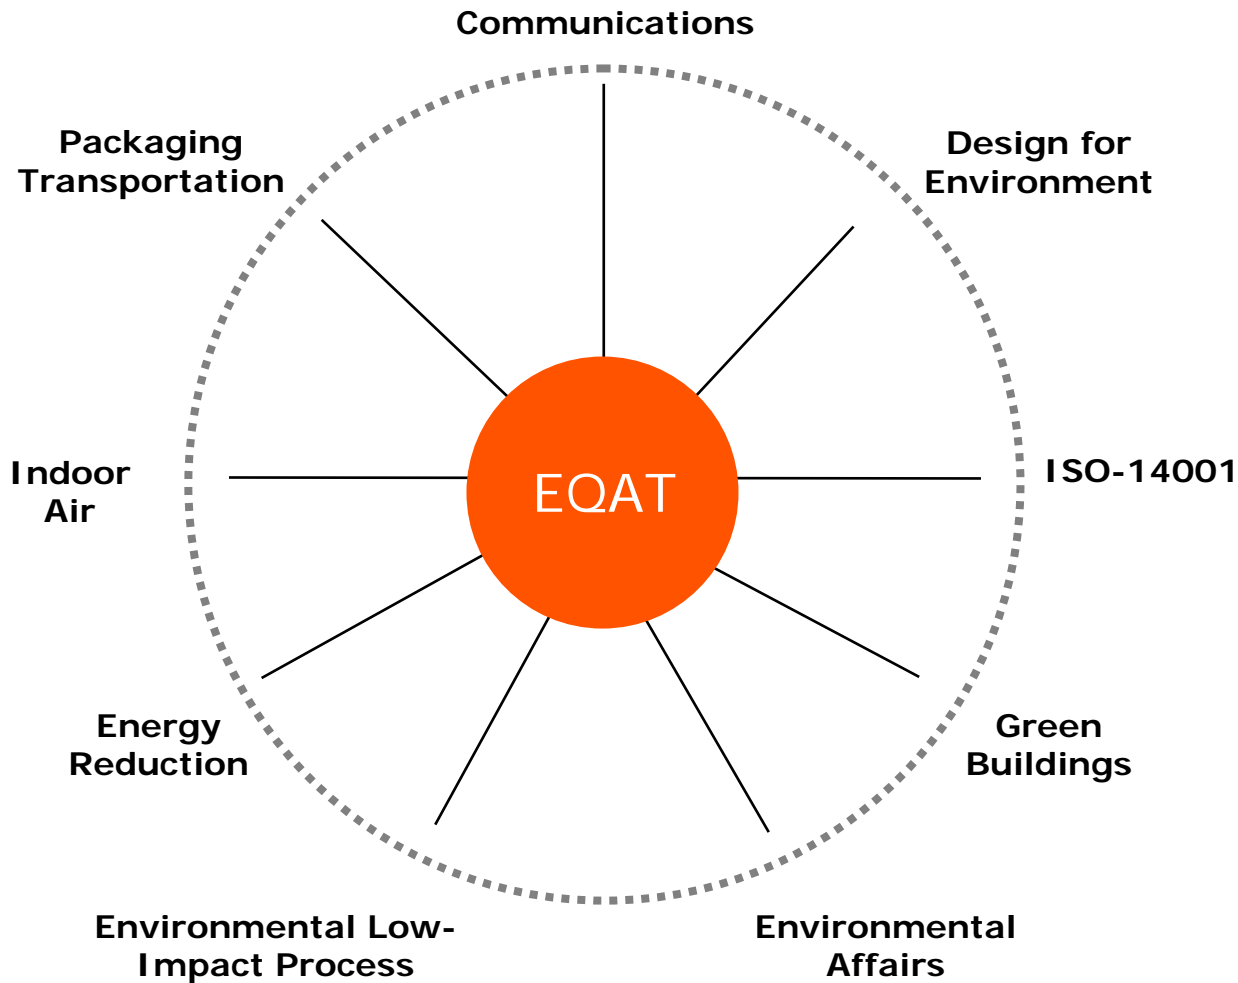 Communications
Packaging
Transportation
Design for
Environment
Indoor
Air
EQAT
ISO-14001
Energy
Reduction
Green
Buildings
Environmental Low-
Impact Process
Environmental
Affairs